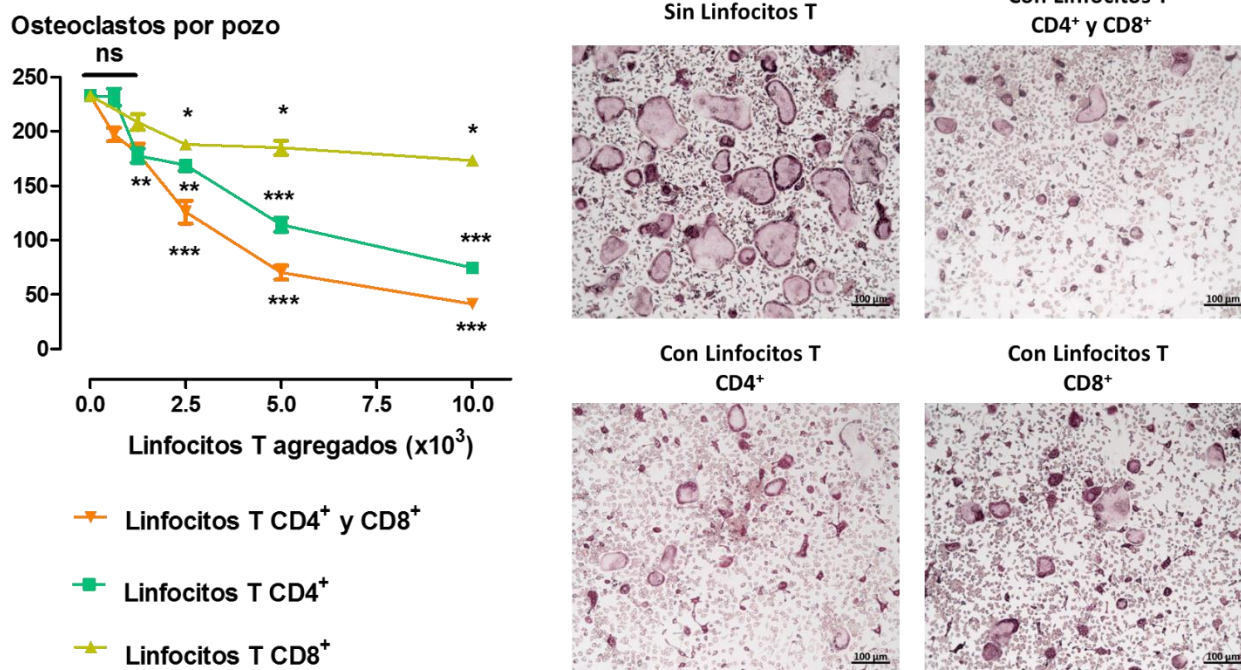 Osteoclastos por pozo
ns
250
200
150
100
50
0
*
*
*
**
**
***
***
***
***
***
0.0 2.5 5.0 7.5 10.0
Linfocitos T agregados (x10³)
Linfocitos T CD4⁺ y CD8⁺
Linfocitos T CD4⁺
Linfocitos T CD8⁺
Sin Linfocitos T
100 µm
Con Linfocitos T
CD4⁺ y CD8⁺
100 µm
Con Linfocitos T
CD4⁺
100 µm
Con Linfocitos T
CD8⁺
100 µm